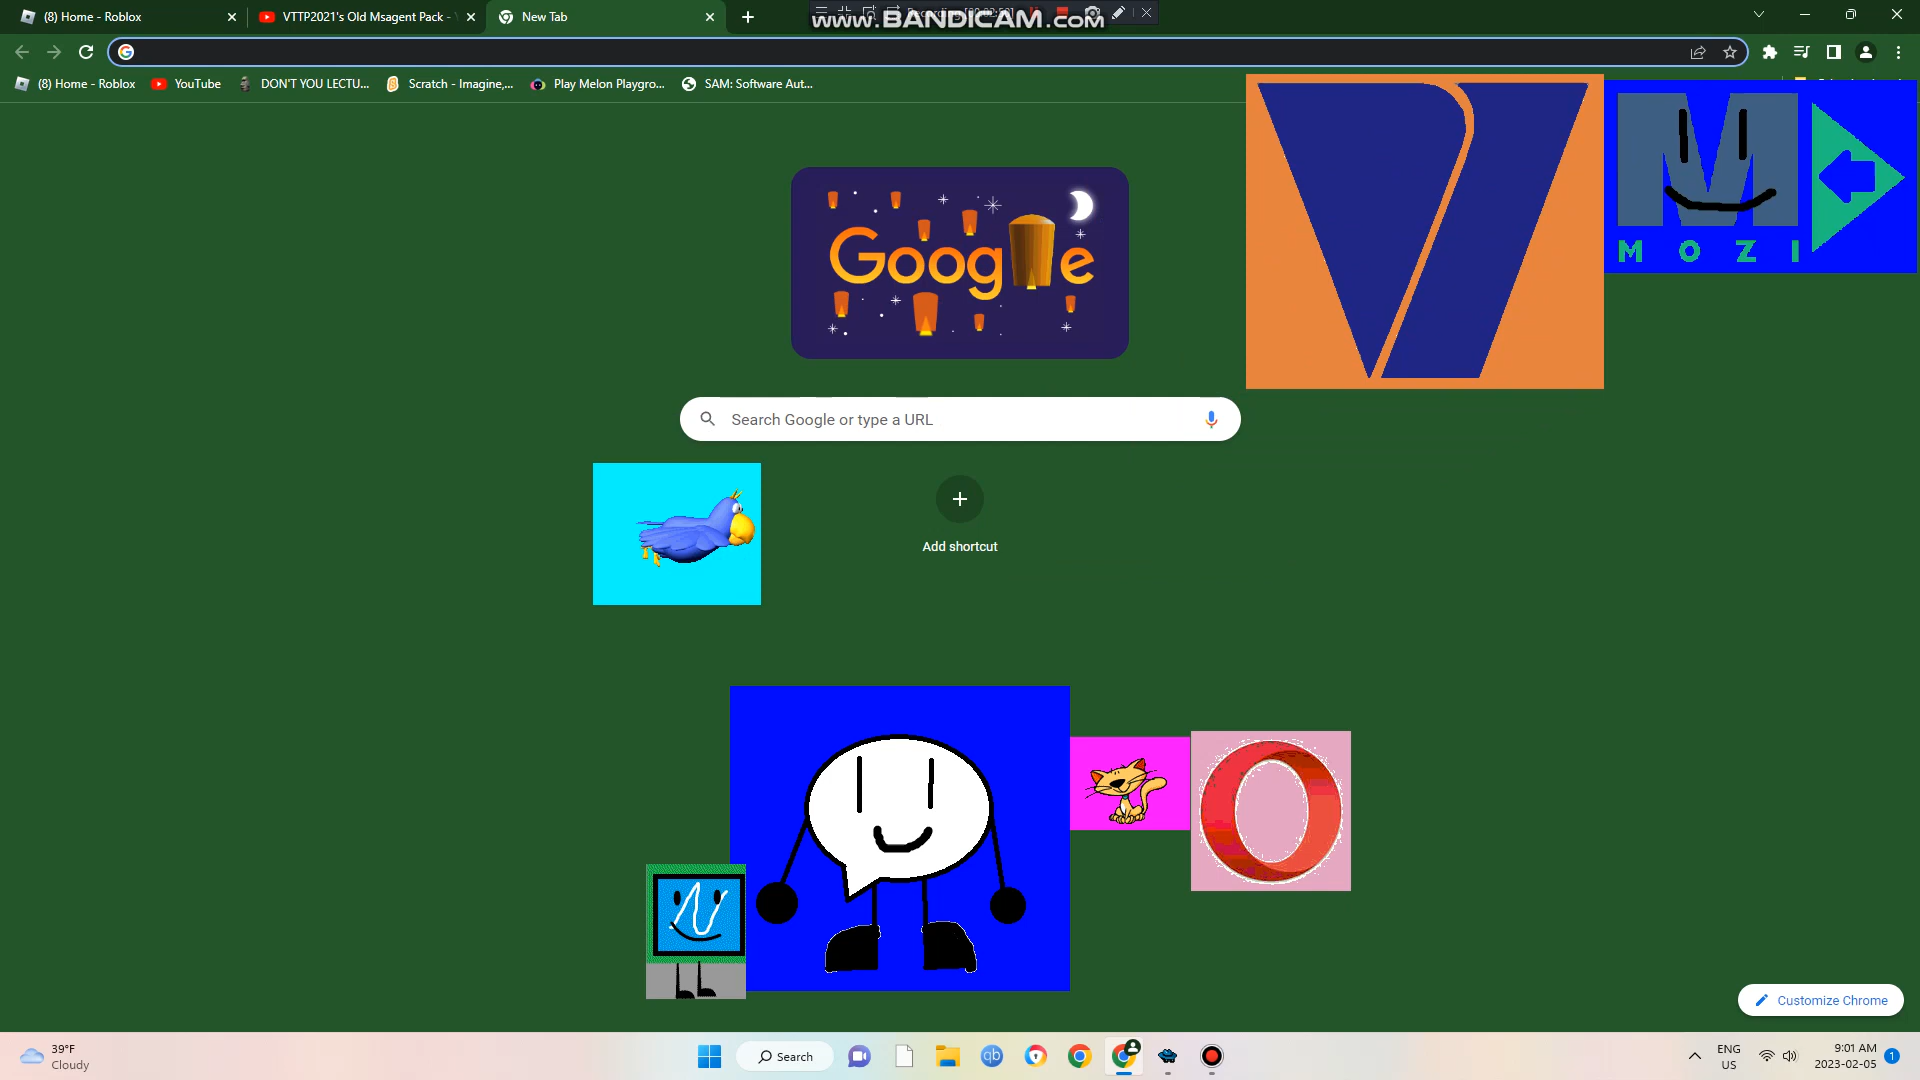 (8) Home - Roblox
VTTP2021's Old Msagent Pack -
New Tab
www.BANDICAM.com
(8) Home - Roblox
YouTube
DON'T YOU LECTU...
Scratch - Imagine,...
Play Melon Playgro...
SAM: Software Aut...
Google
MOZI
Search Google or type a URL
Add shortcut
Customize Chrome
39°F
Cloudy
Search
qb
ENG
US
9:01 AM
2023-02-05
1